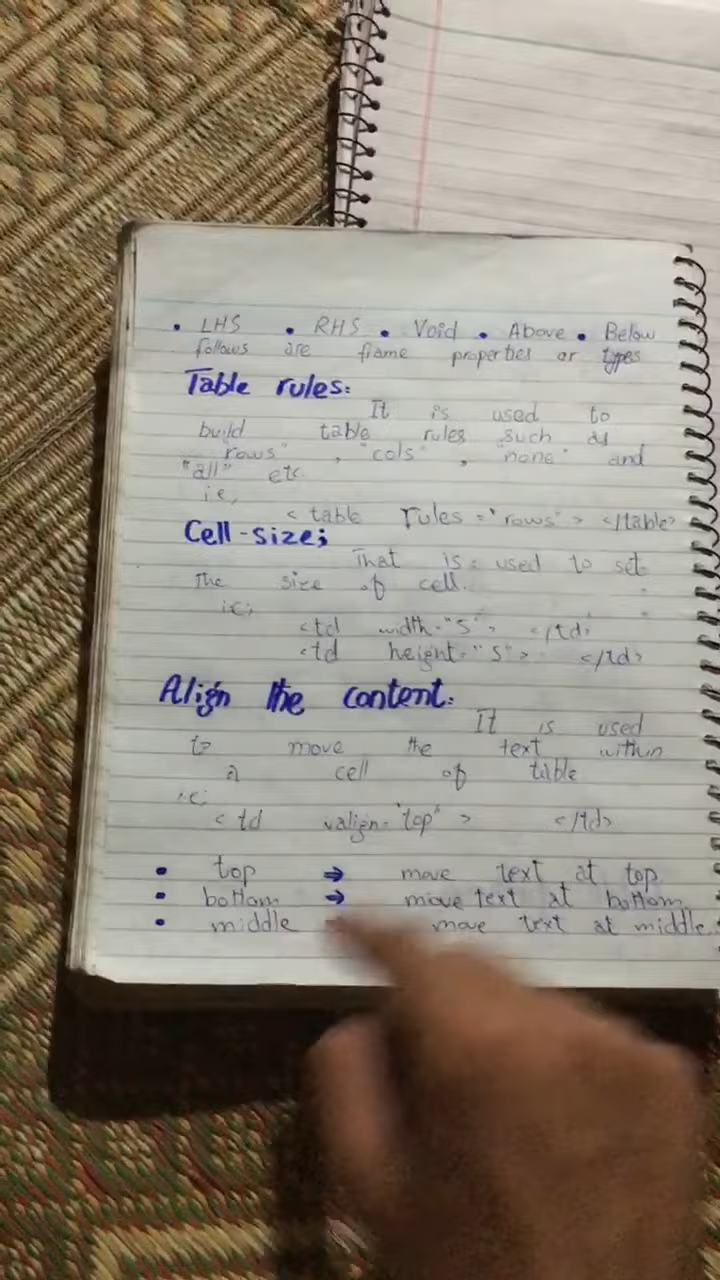 • LHS • RHS • Void • Above • Below
follows are flame properties or types
Table rules:
It is used to
build table rules such as
rows", "cols", "none" and
"all" etc.
i.e,
< table rules ="rows"> </table>
Cell-size;
That is: used to set
The size of cell.
i.e;
<td width="5"> </td>
<td height="5"> </td>
Align the content:
It is used
to move the text within
a cell of table
i.e;
<td valign="top" > </td>
• top ⇒ move text at top
• bottom ⇒ move text at bottom
• middle move text at middle.